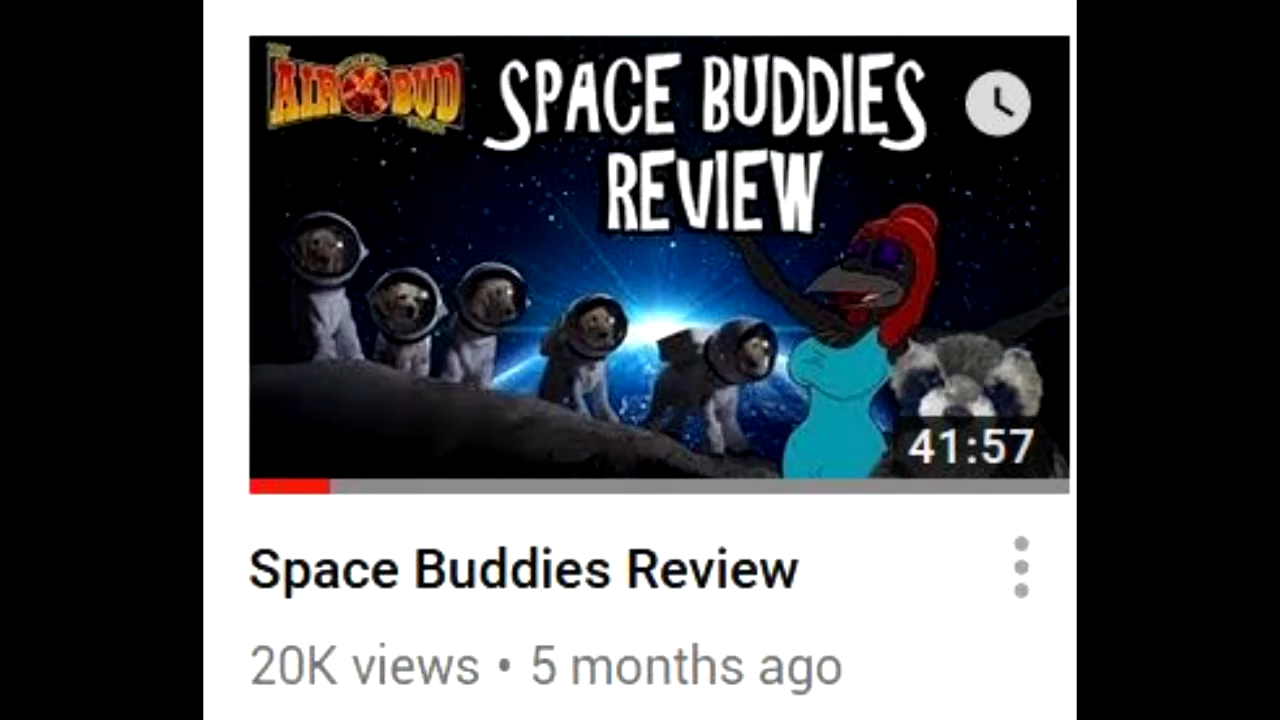 AIR BUD
SPACE BUDDIES
REVIEW
41:57
Space Buddies Review
20K views • 5 months ago